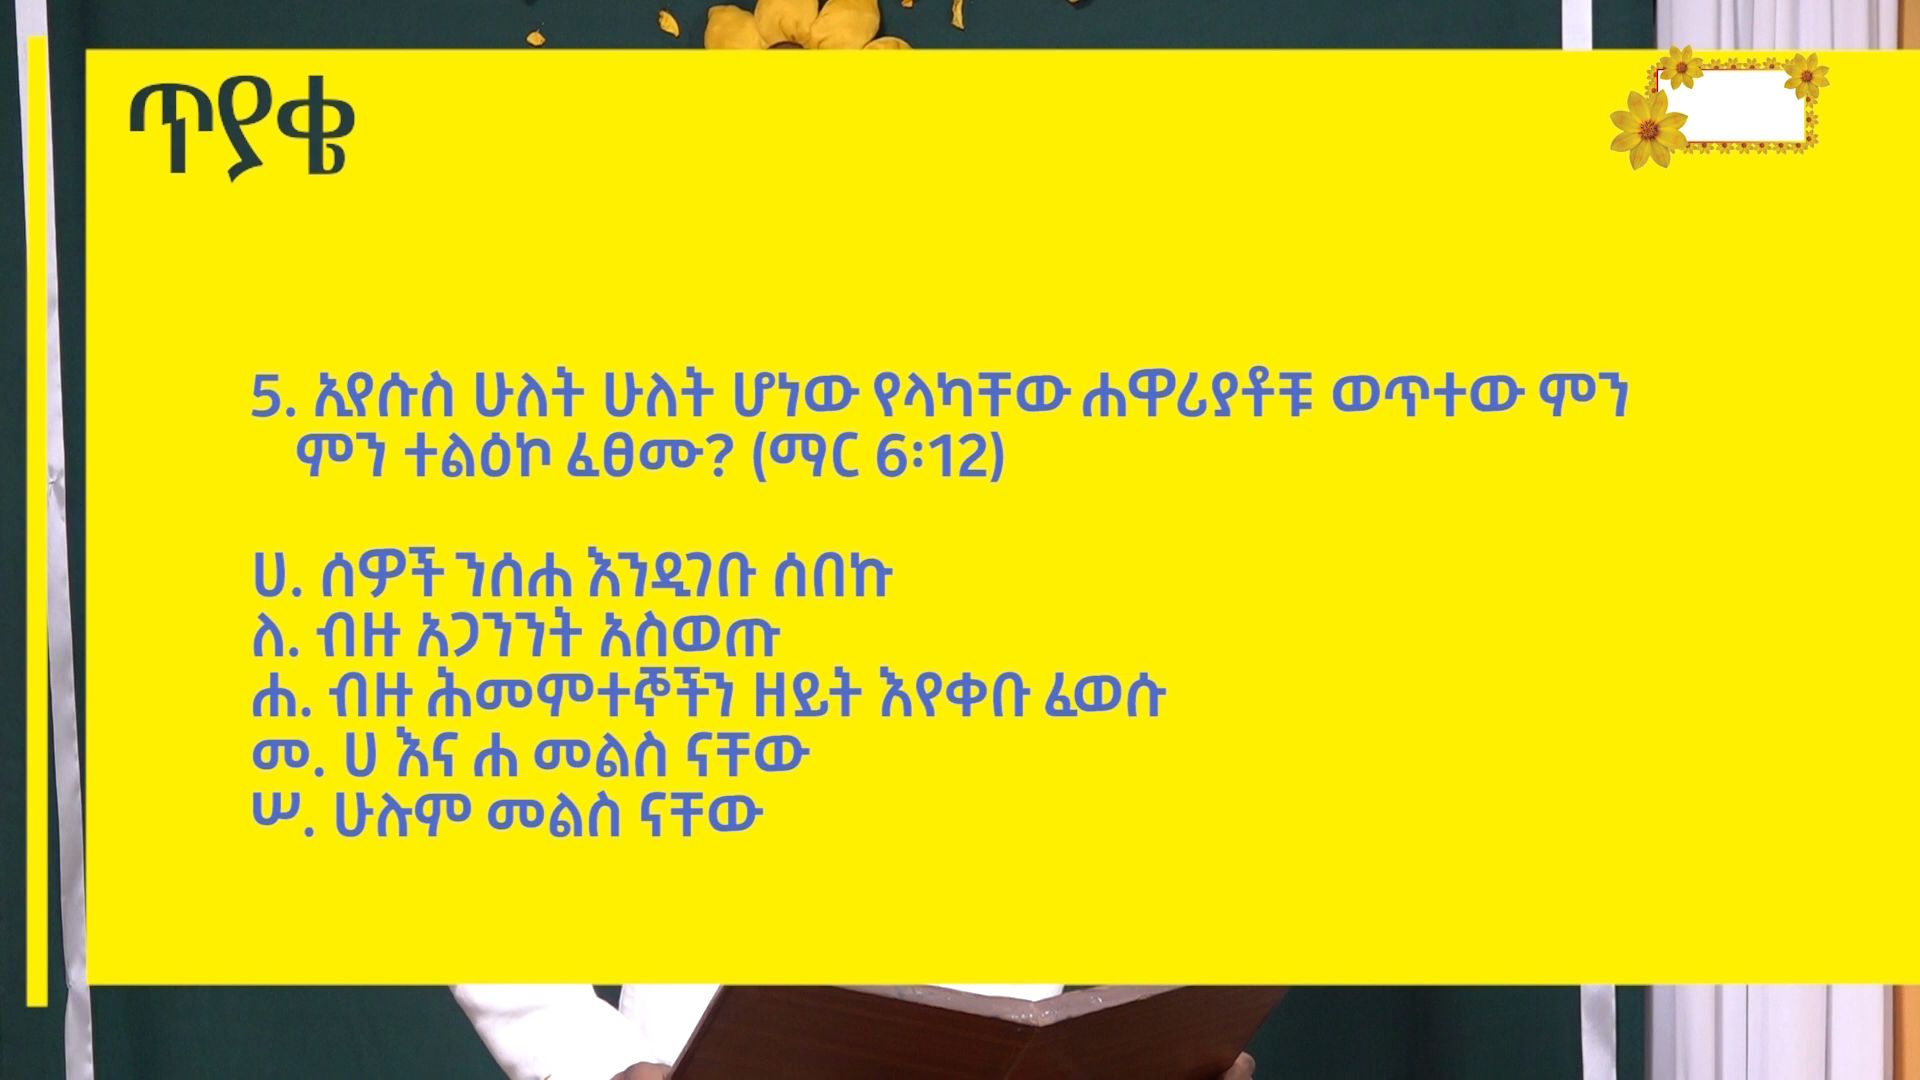 ጥያቄ
5. ኢየሱስ ሁለት ሁለት ሆነው የላካቸው ሐዋሪያቶቹ ወጥተው ምን
ምን ተልዕኮ ፈፀሙ? (ማር 6፡12)
ሀ. ሰዎች ንሰሐ እንዲገቡ ሰበኩ
ለ. ብዙ አጋንንት አስወጡ
ሐ. ብዙ ሕመምተኞችን ዘይት እየቀቡ ፈወሱ
መ. ሀ እና ሐ መልስ ናቸው
ሠ. ሁሉም መልስ ናቸው